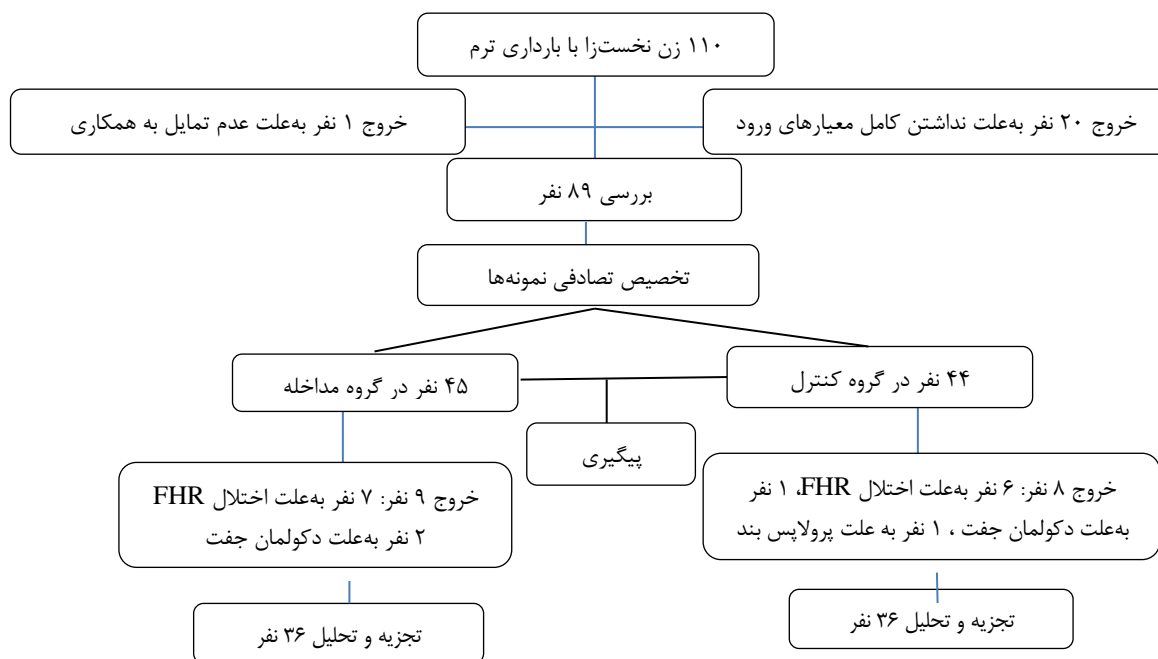 ۱۱۰ زن نخست‌زا با بارداری ترم
خروج ۲۰ نفر به‌علت نداشتن کامل معیارهای ورود
خروج ۱ نفر به‌علت عدم تمایل به همکاری
بررسی ۸۹ نفر
تخصیص تصادفی نمونه‌ها
۴۴ نفر در گروه کنترل
۴۵ نفر در گروه مداخله
پیگیری
خروج ۸ نفر: ۶ نفر به‌علت اختلال FHR، ۱ نفر
به‌علت دکولمان جفت ، ۱ نفر به علت پرولاپس بند
خروج ۹ نفر: ۷ نفر به‌علت اختلال FHR
۲ نفر به‌علت دکولمان جفت
تجزیه و تحلیل ۳۶ نفر
تجزیه و تحلیل ۳۶ نفر